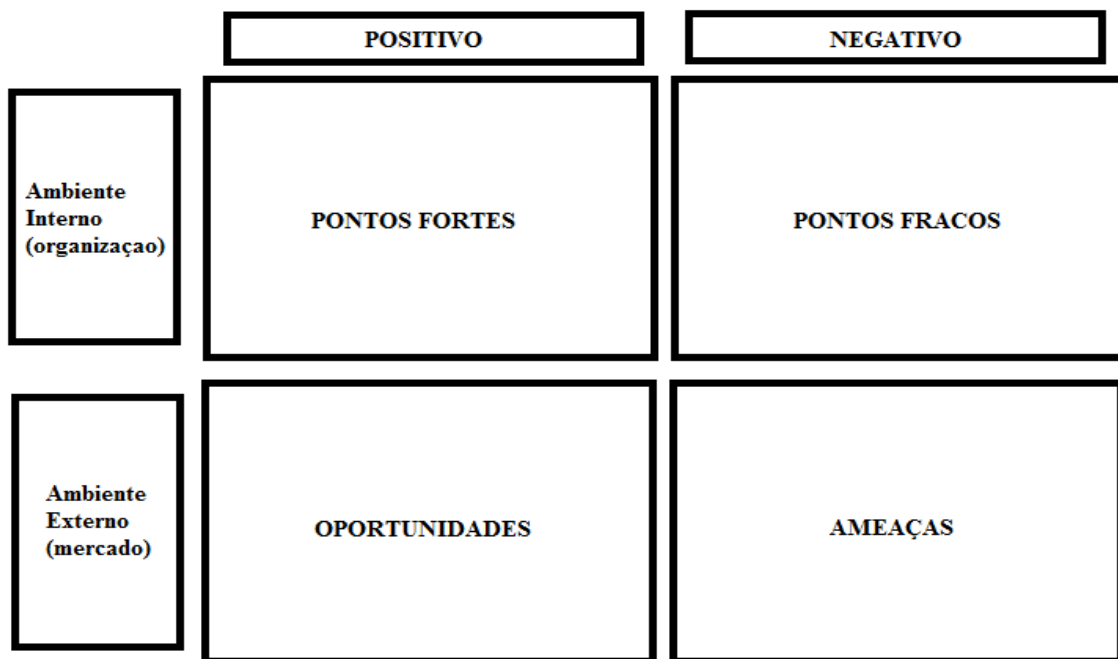 POSITIVO
NEGATIVO
Ambiente
Interno
(organizaçao)
PONTOS FORTES
PONTOS FRACOS
Ambiente
Externo
(mercado)
OPORTUNIDADES
AMEAÇAS